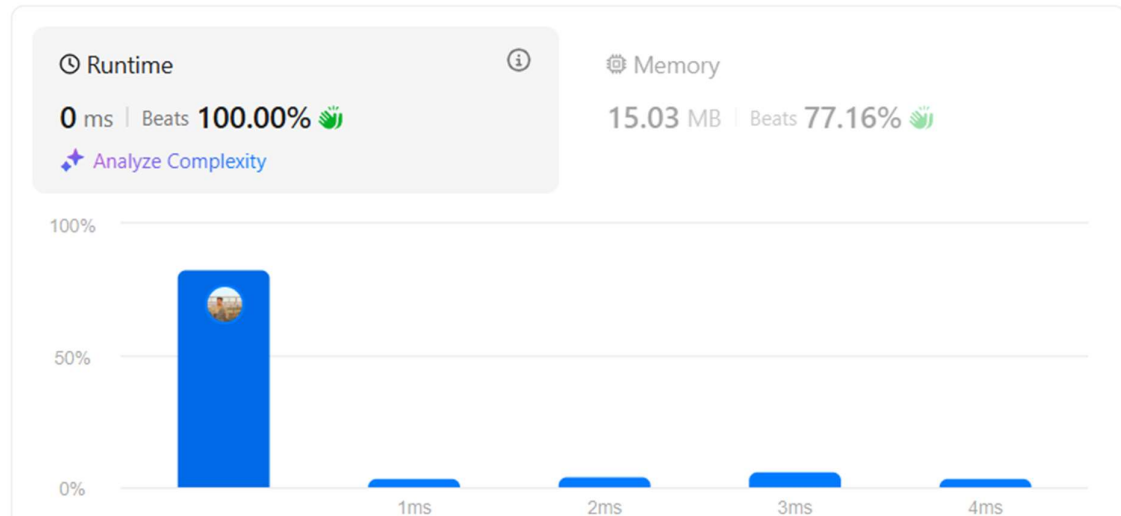 Runtime
0 ms | Beats 100.00%
Analyze Complexity
Memory
15.03 MB | Beats 77.16%
100%
50%
0%
1ms 2ms 3ms 4ms